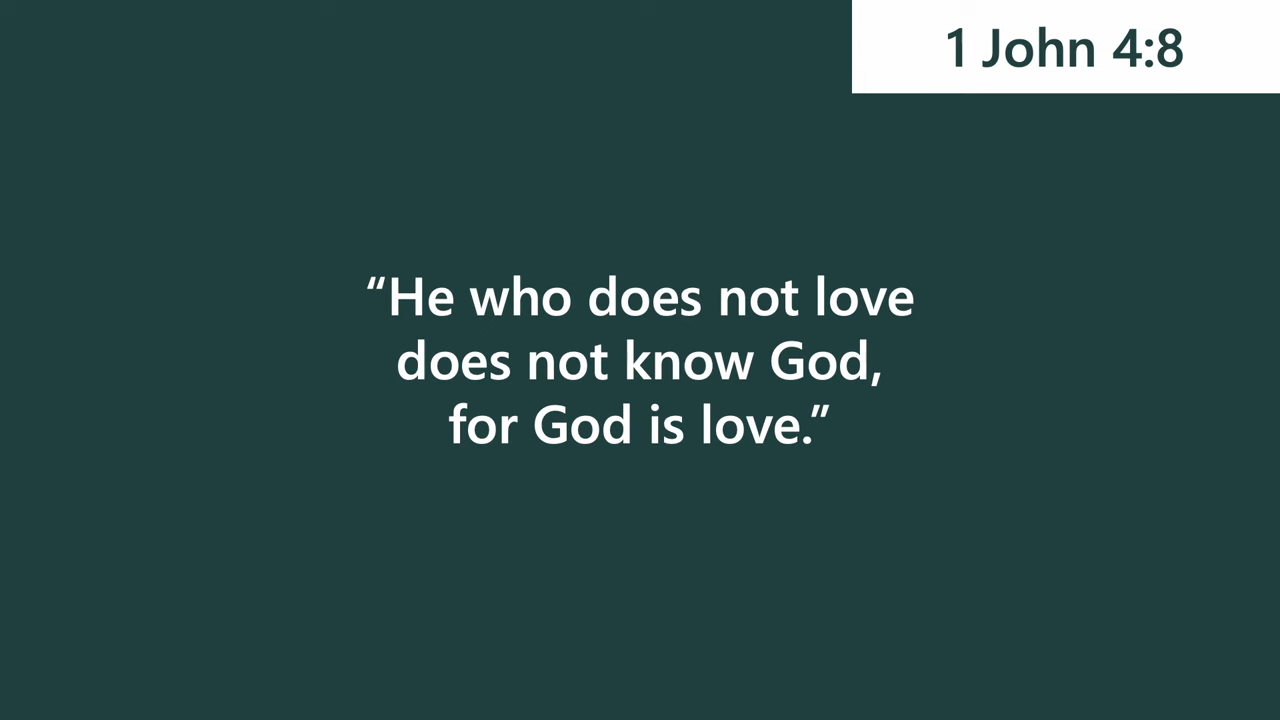 1 John 4:8
“He who does not love
does not know God,
for God is love.”